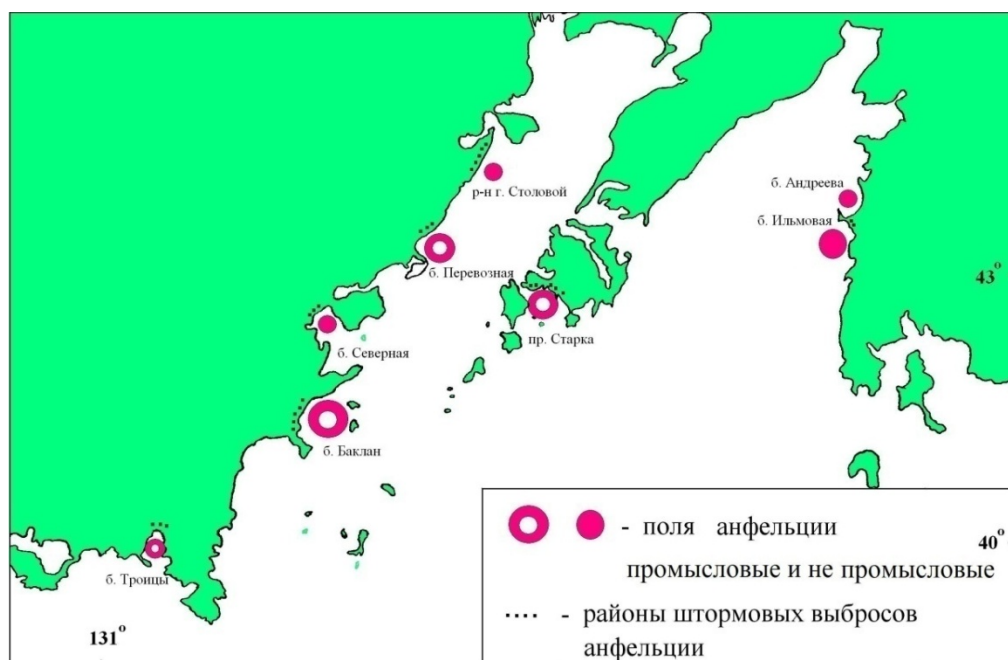 р-н г. Столовой
б. Андреева
б. Ильмовая
б. Перевозная
43°
пр. Старка
б. Северная
б. Баклан
- поля анфельции
40°
промысловые и не промысловые
б. Троицы
- районы штормовых выбросов
131°
анфельции